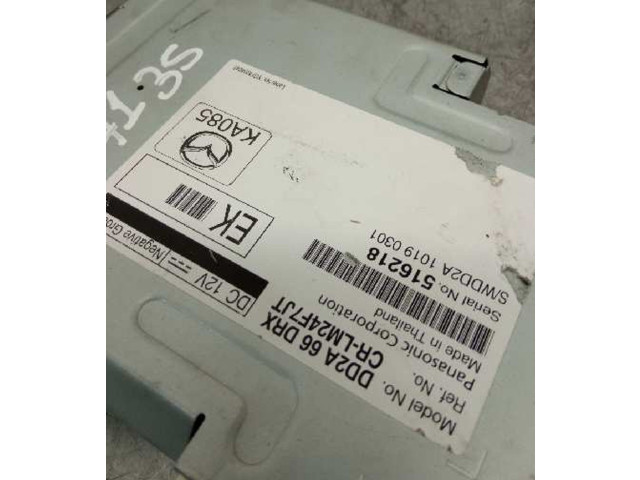 Model No. DD2A 66 DRX
Ref. No. CR-LM24F7JT
Panasonic Corporation
Made in Thailand
Serial No. 516218
S/WDD2A 1019 0301
DC 12V Negative
EK
KA085